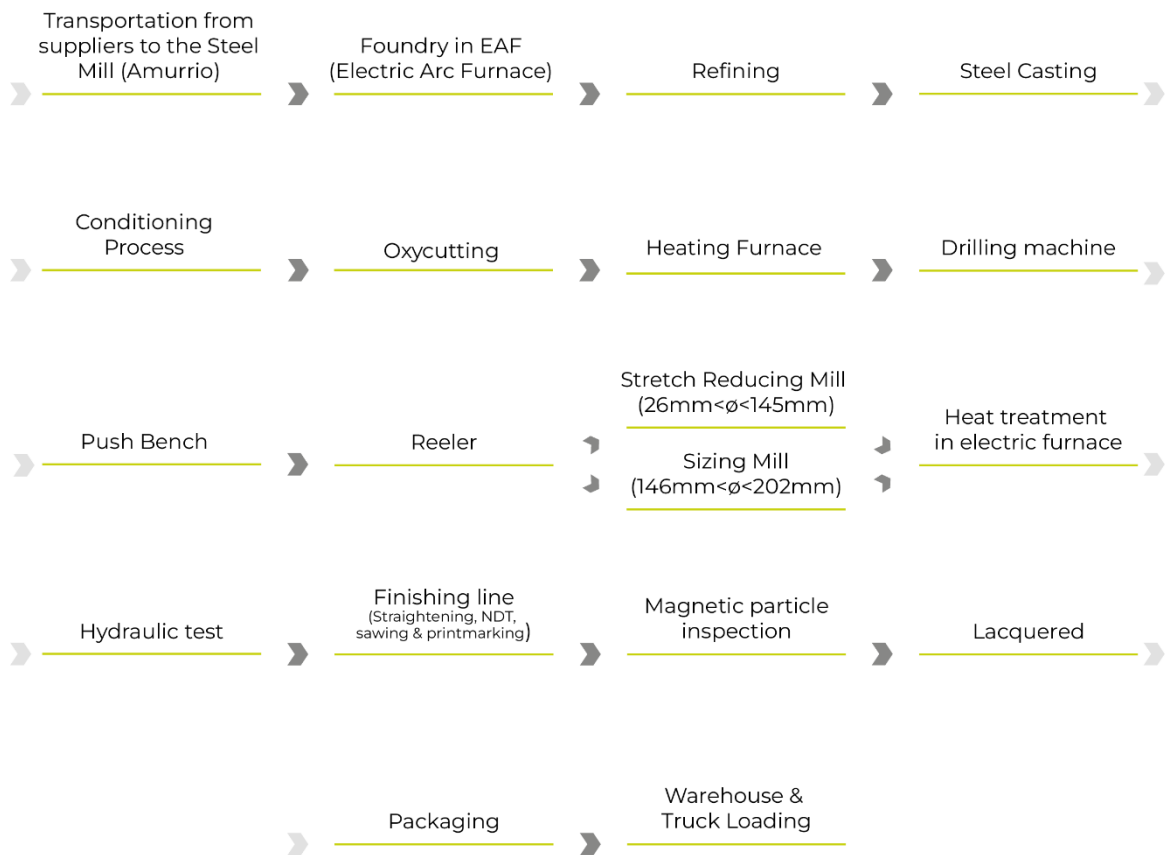 Transportation from
suppliers to the Steel
Mill (Amurrio)
Foundry in EAF
(Electric Arc Furnace)
Refining
Steel Casting
Conditioning
Process
Oxycutting
Heating Furnace
Drilling machine
Push Bench
Reeler
Stretch Reducing Mill
(26mm<ø<145mm)
Sizing Mill
(146mm<ø<202mm)
Heat treatment
in electric furnace
Hydraulic test
Finishing line
(Straightening, NDT,
sawing & printmarking)
Magnetic particle
inspection
Lacquered
Packaging
Warehouse &
Truck Loading